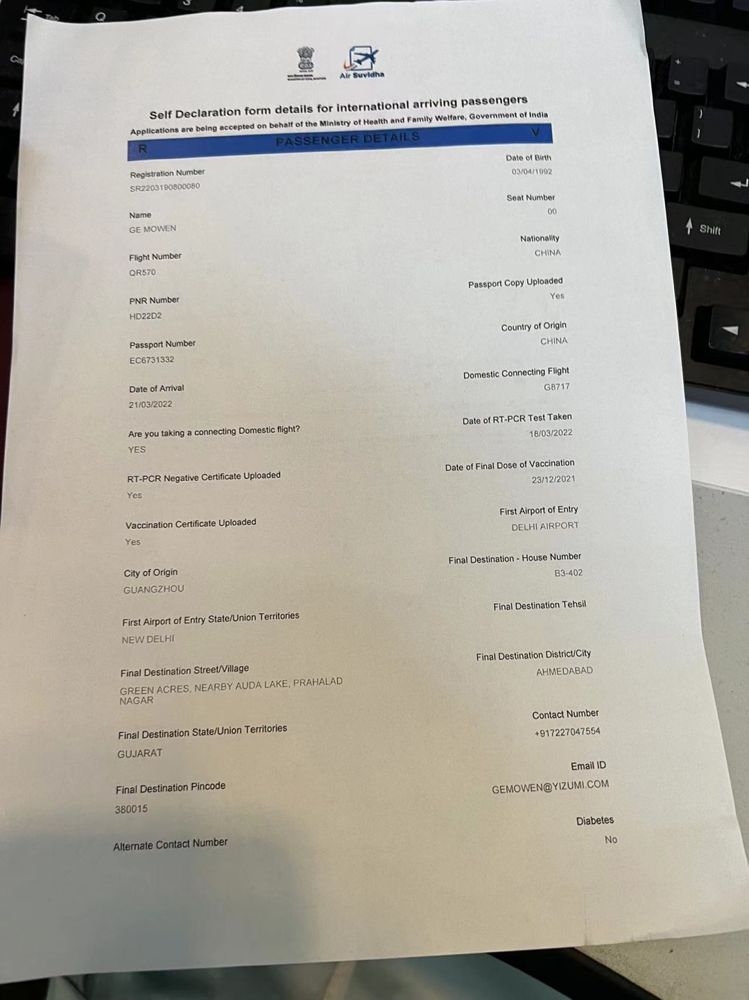 Air Suvidha
Self Declaration form details for international arriving passengers
Applications are being accepted on behalf of the Ministry of Health and Family Welfare, Government of India
R PASSENGER DETAILS V
Registration Number
SR2203190800080
Date of Birth
03/04/1992
Name
GE MOWEN
Seat Number
00
Flight Number
QR570
Nationality
CHINA
PNR Number
HD22D2
Passport Copy Uploaded
Yes
Passport Number
EC6731332
Country of Origin
CHINA
Date of Arrival
21/03/2022
Domestic Connecting Flight
G8717
Are you taking a connecting Domestic flight?
YES
Date of RT-PCR Test Taken
18/03/2022
RT-PCR Negative Certificate Uploaded
Yes
Date of Final Dose of Vaccination
23/12/2021
Vaccination Certificate Uploaded
Yes
First Airport of Entry
DELHI AIRPORT
City of Origin
GUANGZHOU
Final Destination - House Number
B3-402
First Airport of Entry State/Union Territories
NEW DELHI
Final Destination Tehsil
Final Destination Street/Village
GREEN ACRES, NEARBY AUDA LAKE, PRAHALAD
NAGAR
Final Destination District/City
AHMEDABAD
Final Destination State/Union Territories
GUJARAT
Contact Number
+917227047554
Final Destination Pincode
380015
Email ID
GEMOWEN@YIZUMI.COM
Alternate Contact Number
Diabetes
No
Tab
Q
Shift